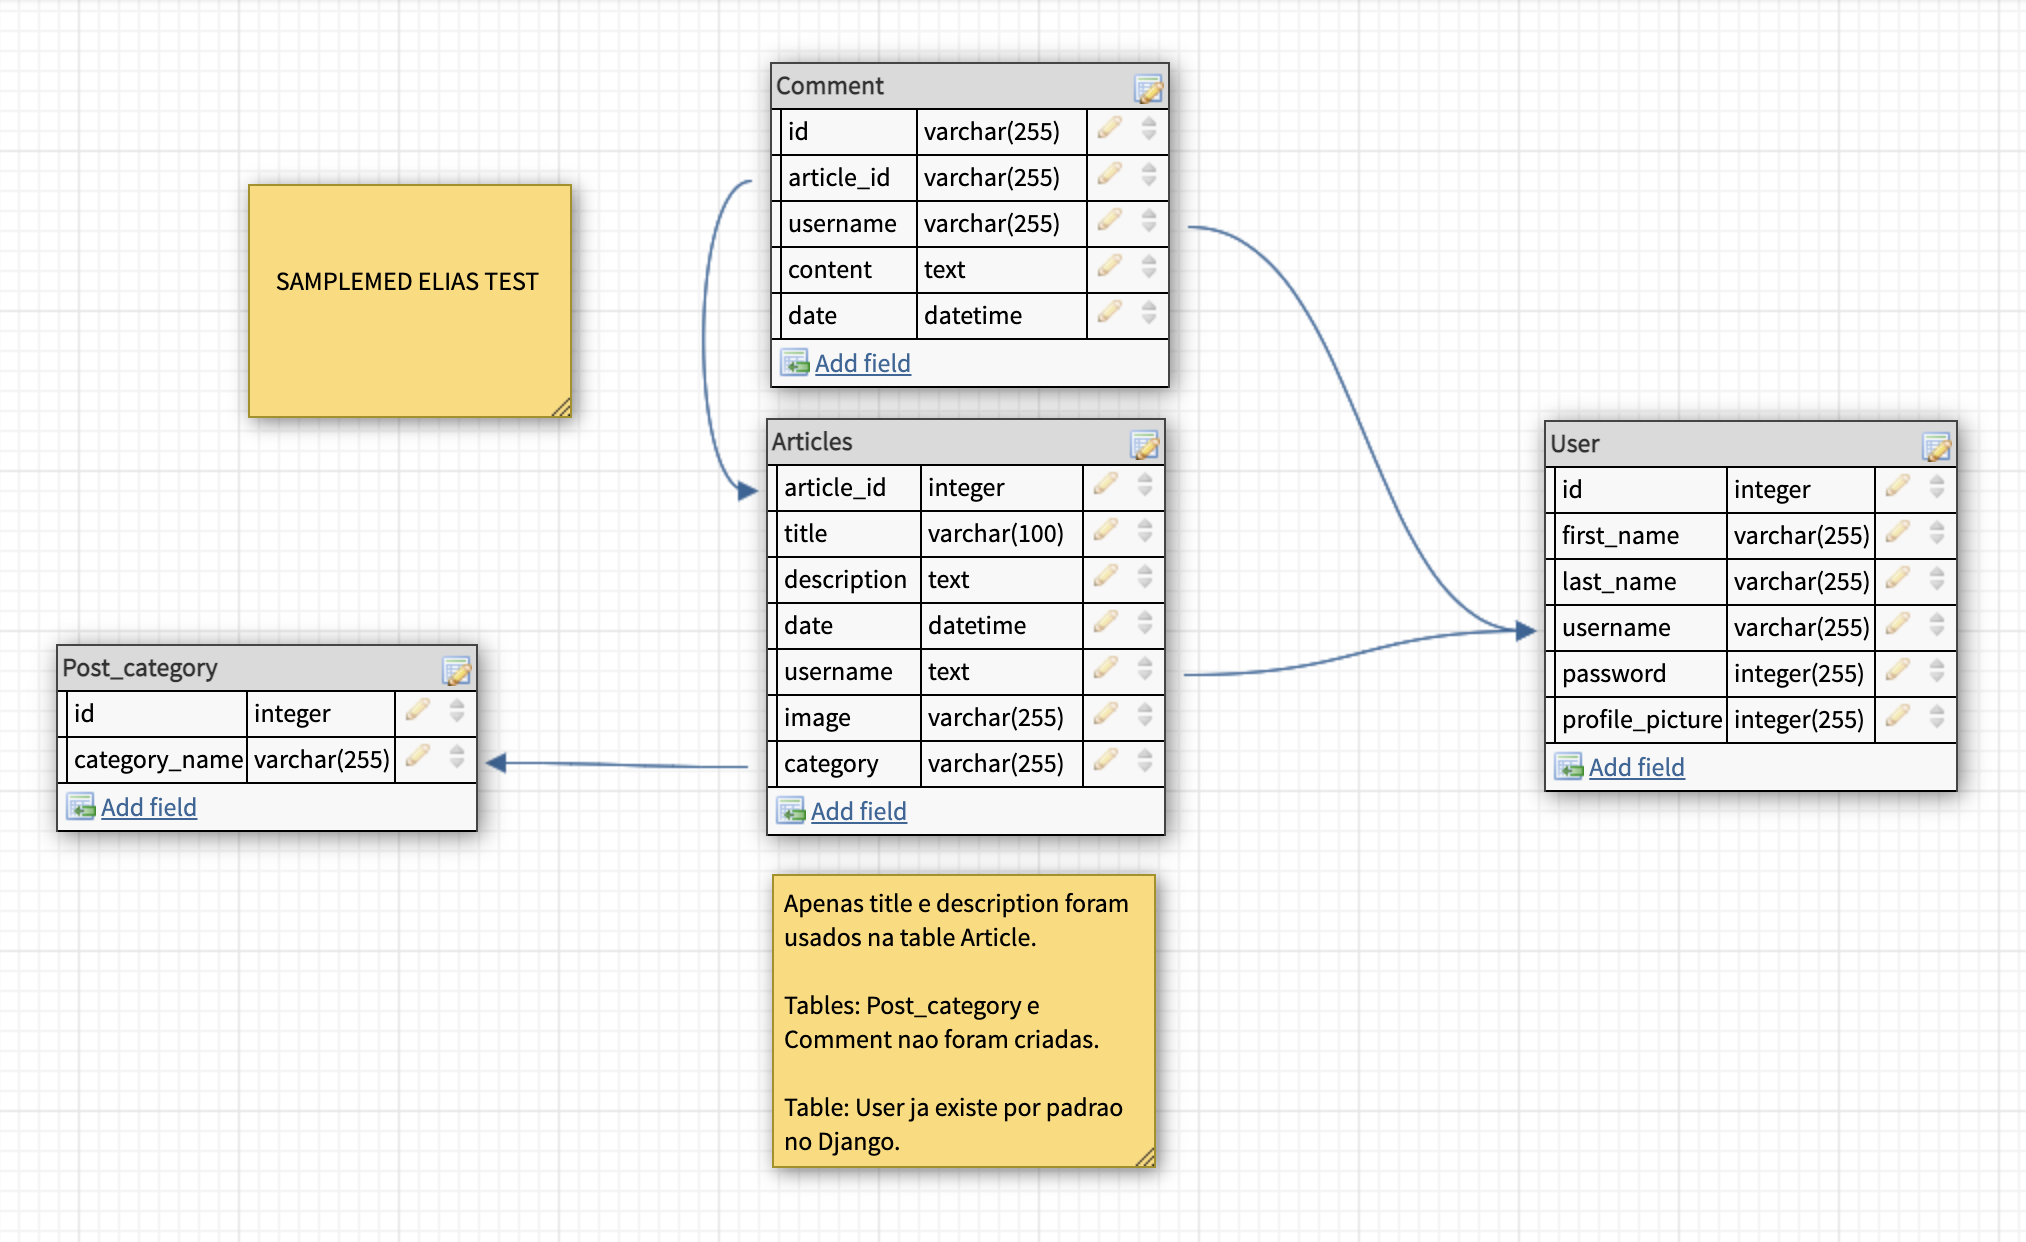 SAMPLEMED ELIAS TEST
Comment
id varchar(255)
article_id varchar(255)
username varchar(255)
content text
date datetime
Add field
Articles
article_id integer
title varchar(100)
description text
date datetime
username text
image varchar(255)
category varchar(255)
Add field
User
id integer
first_name varchar(255)
last_name varchar(255)
username varchar(255)
password integer(255)
profile_picture integer(255)
Add field
Post_category
id integer
category_name varchar(255)
Add field
Apenas title e description foram
usados na table Article.
Tables: Post_category e
Comment nao foram criadas.
Table: User ja existe por padrao
no Django.